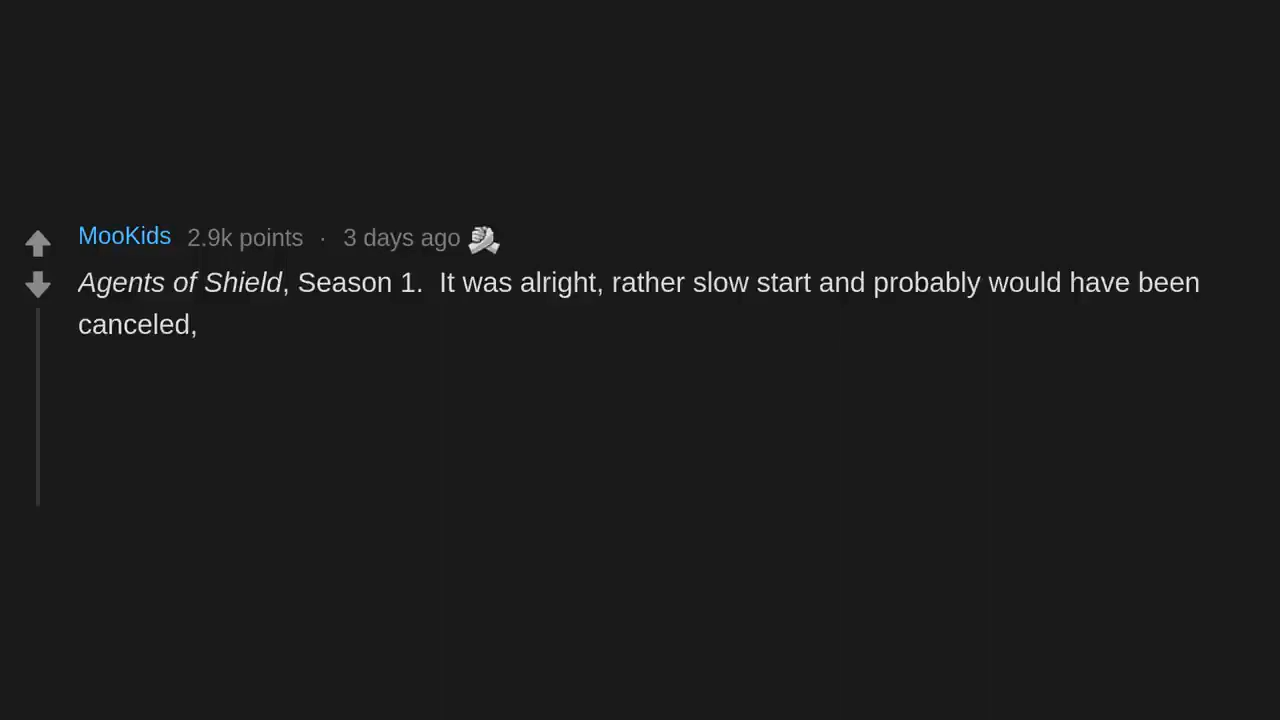 MooKids 2.9k points · 3 days ago
Agents of Shield, Season 1.  It was alright, rather slow start and probably would have been
canceled,